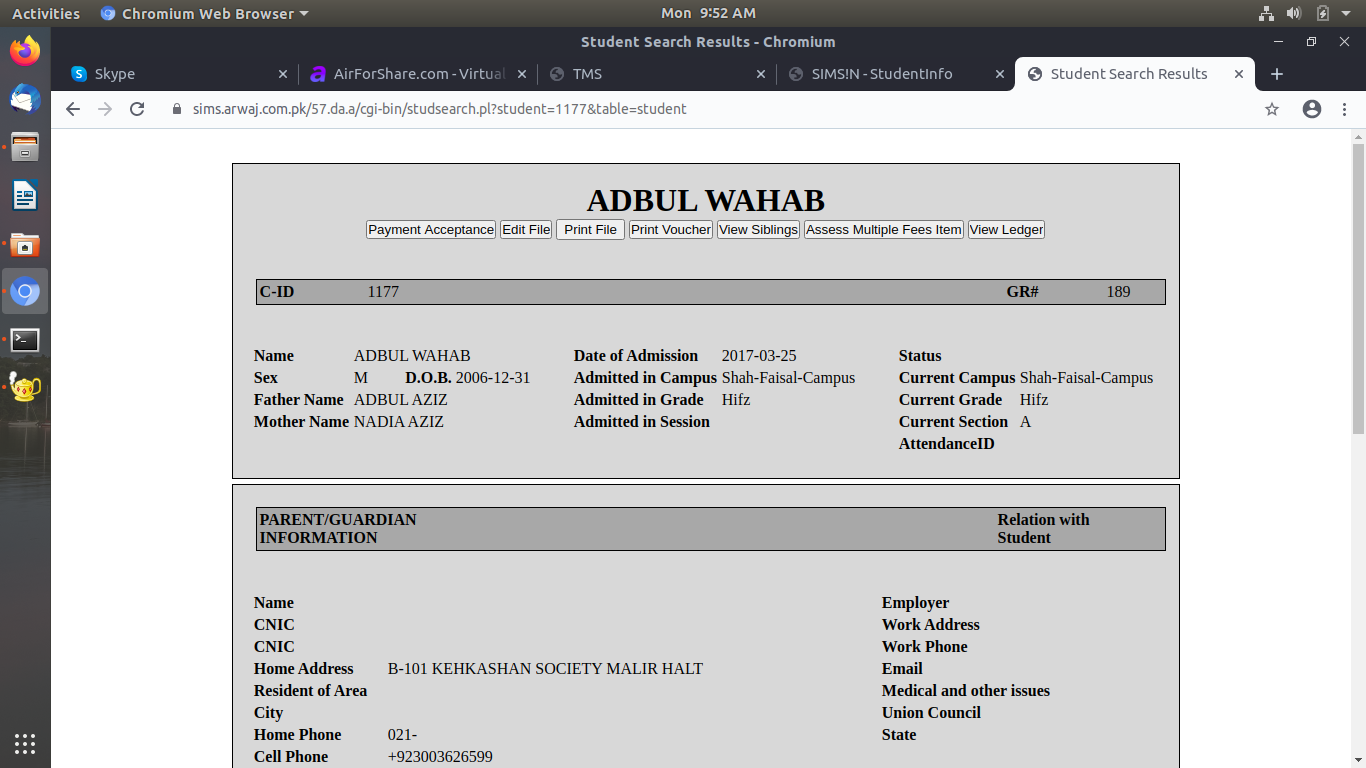 Activities Chromium Web Browser Mon 9:52 AM
Student Search Results - Chromium
Skype AirForShare.com - Virtual TMS SIMS!N - StudentInfo Student Search Results
sims.arwaj.com.pk/57.da.a/cgi-bin/studsearch.pl?student=1177&table=student
ADBUL WAHAB
Payment Acceptance Edit File Print File Print Voucher View Siblings Assess Multiple Fees Item View Ledger
C-ID 1177 GR# 189
Name ADBUL WAHAB Date of Admission 2017-03-25 Status
Sex M D.O.B. 2006-12-31 Admitted in Campus Shah-Faisal-Campus Current Campus Shah-Faisal-Campus
Father Name ADBUL AZIZ Admitted in Grade Hifz Current Grade Hifz
Mother Name NADIA AZIZ Admitted in Session Current Section A
AttendanceID
PARENT/GUARDIAN Relation with
INFORMATION Student
Name Employer
CNIC Work Address
CNIC Work Phone
Home Address B-101 KEHKASHAN SOCIETY MALIR HALT Email
Resident of Area Medical and other issues
City Union Council
Home Phone 021- State
Cell Phone +923003626599